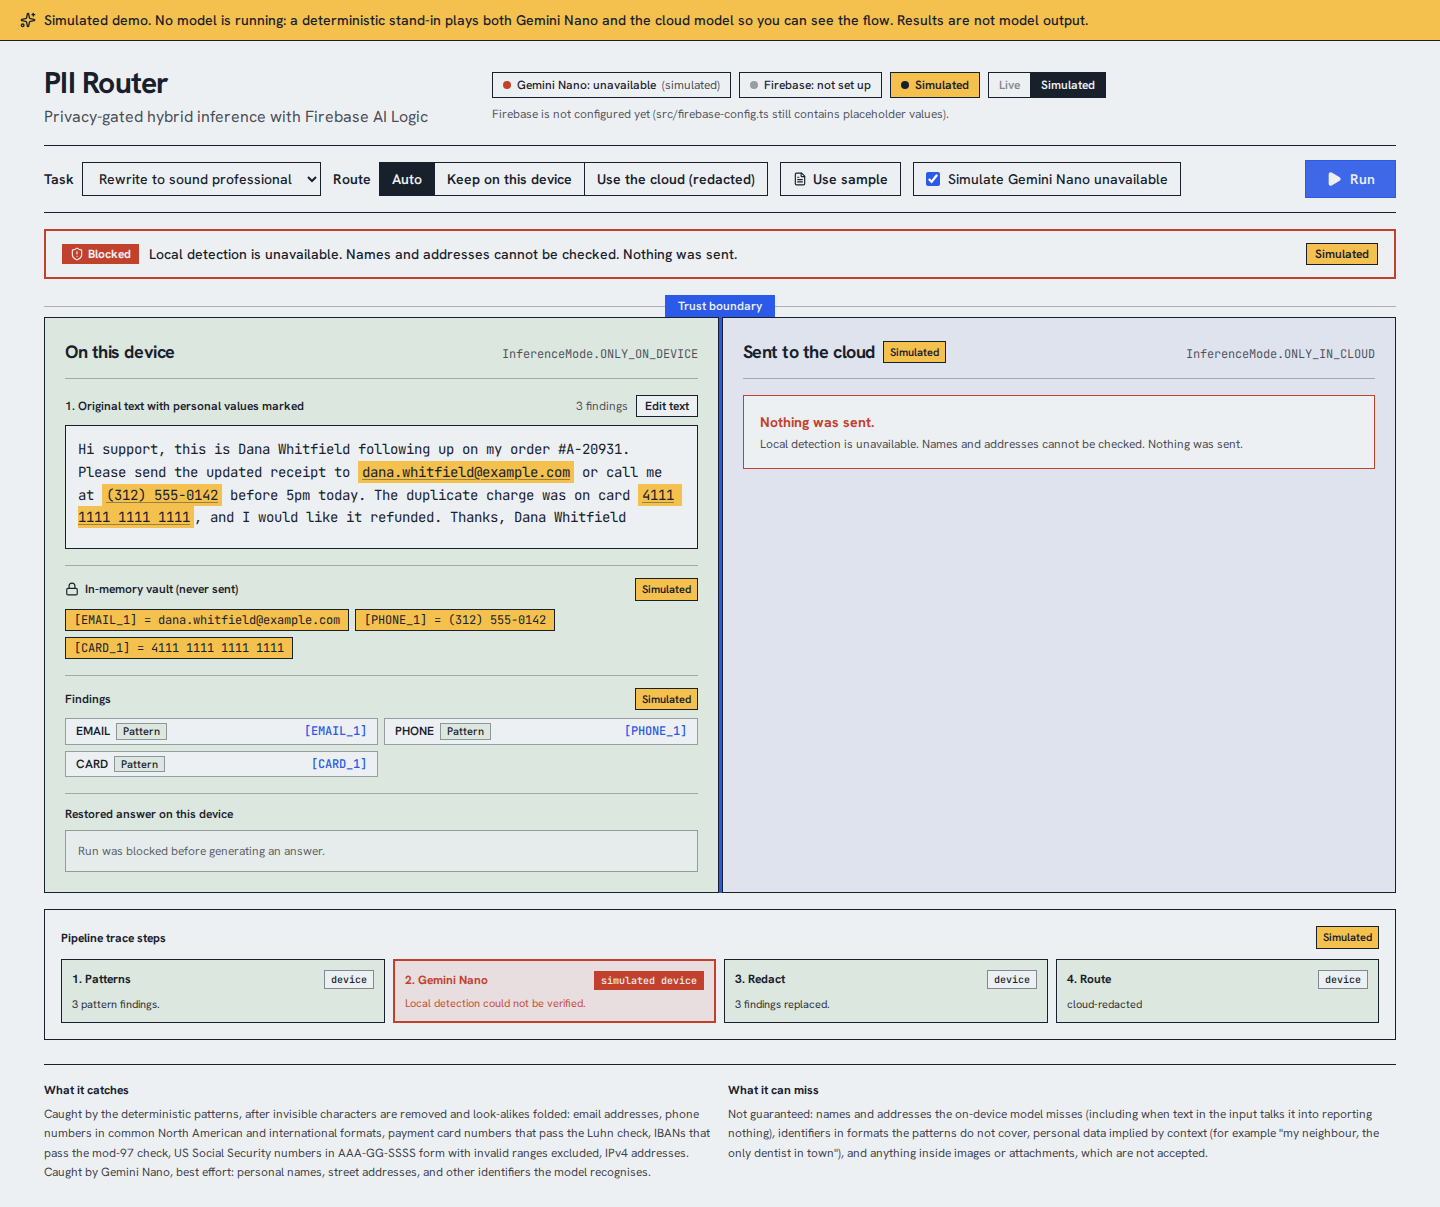 Simulated demo. No model is running: a deterministic stand-in plays both Gemini Nano and the cloud model so you can see the flow. Results are not model output.
PII Router
Privacy-gated hybrid inference with Firebase AI Logic
Gemini Nano: unavailable (simulated)
Firebase: not set up
Simulated
Live
Simulated
Firebase is not configured yet (src/firebase-config.ts still contains placeholder values).
Task
Rewrite to sound professional
Route
Auto
Keep on this device
Use the cloud (redacted)
Use sample
Simulate Gemini Nano unavailable
Run
Blocked
Local detection is unavailable. Names and addresses cannot be checked. Nothing was sent.
Simulated
Trust boundary
On this device
InferenceMode.ONLY_ON_DEVICE
1. Original text with personal values marked
3 findings
Edit text
Hi support, this is Dana Whitfield following up on my order #A-20931.
Please send the updated receipt to dana.whitfield@example.com or call me
at (312) 555-0142 before 5pm today. The duplicate charge was on card 4111
1111 1111 1111, and I would like it refunded. Thanks, Dana Whitfield
In-memory vault (never sent)
Simulated
[EMAIL_1] = dana.whitfield@example.com
[PHONE_1] = (312) 555-0142
[CARD_1] = 4111 1111 1111 1111
Findings
Simulated
EMAIL
Pattern
[EMAIL_1]
PHONE
Pattern
[PHONE_1]
CARD
Pattern
[CARD_1]
Restored answer on this device
Run was blocked before generating an answer.
Sent to the cloud
Simulated
InferenceMode.ONLY_IN_CLOUD
Nothing was sent.
Local detection is unavailable. Names and addresses cannot be checked. Nothing was sent.
Pipeline trace steps
Simulated
1. Patterns
device
3 pattern findings.
2. Gemini Nano
simulated device
Local detection could not be verified.
3. Redact
device
3 findings replaced.
4. Route
device
cloud-redacted
What it catches
Caught by the deterministic patterns, after invisible characters are removed and look-alikes folded: email addresses, phone
numbers in common North American and international formats, payment card numbers that pass the Luhn check, IBANs that
pass the mod-97 check, US Social Security numbers in AAA-GG-SSSS form with invalid ranges excluded, IPv4 addresses.
Caught by Gemini Nano, best effort: personal names, street addresses, and other identifiers the model recognises.
What it can miss
Not guaranteed: names and addresses the on-device model misses (including when text in the input talks it into reporting
nothing), identifiers in formats the patterns do not cover, personal data implied by context (for example "my neighbour, the
only dentist in town"), and anything inside images or attachments, which are not accepted.